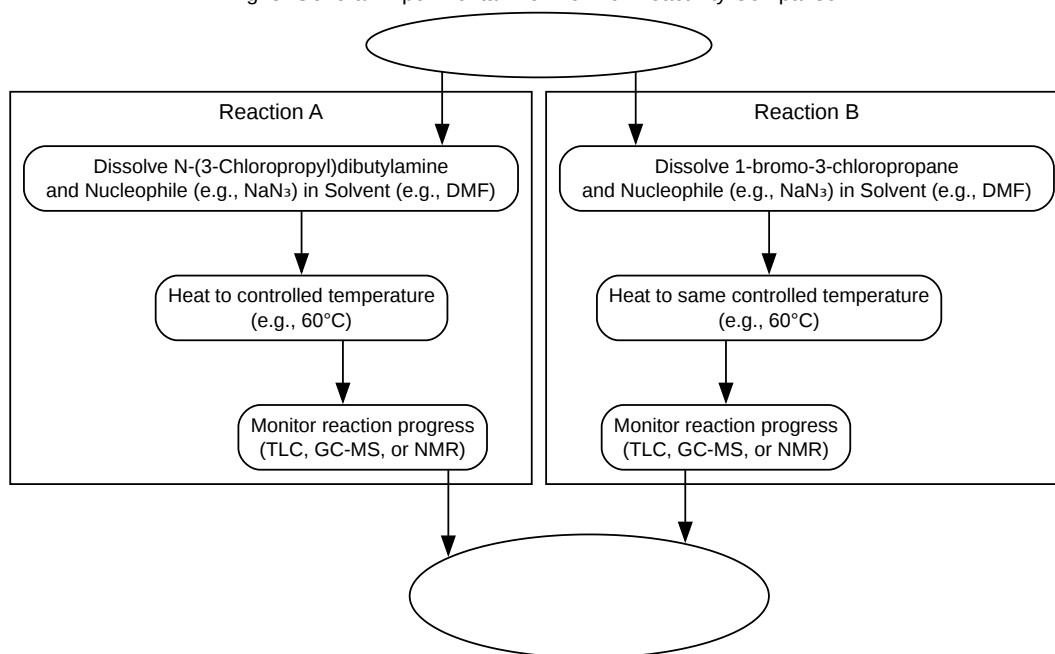 Reaction A
Reaction B
Dissolve N-(3-Chloropropyl)dibutylamine
and Nucleophile (e.g., NaN₃) in Solvent (e.g., DMF)
Dissolve 1-bromo-3-chloropropane
and Nucleophile (e.g., NaN₃) in Solvent (e.g., DMF)
Heat to controlled temperature
(e.g., 60°C)
Heat to same controlled temperature
(e.g., 60°C)
Monitor reaction progress
(TLC, GC-MS, or NMR)
Monitor reaction progress
(TLC, GC-MS, or NMR)